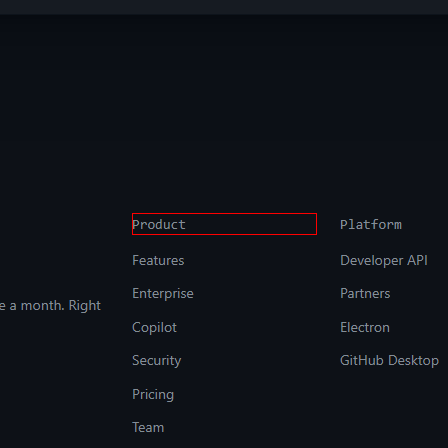 Product
Platform
Features
Developer API
Enterprise
Partners
e a month. Right
Copilot
Electron
Security
GitHub Desktop
Pricing
Team